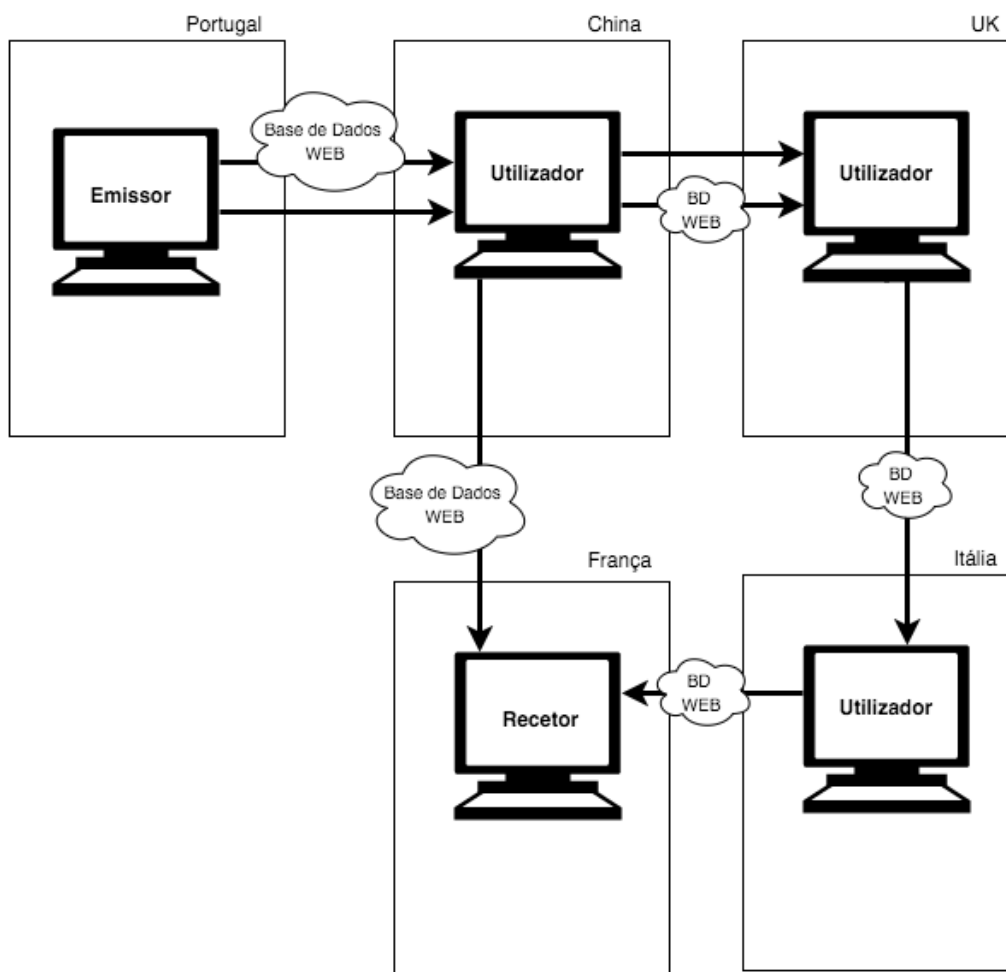 Portugal
China
UK
Base de Dados
WEB
Emissor
Utilizador
BD
WEB
Utilizador
Base de Dados
WEB
BD
WEB
França
Itália
Recetor
BD
WEB
Utilizador